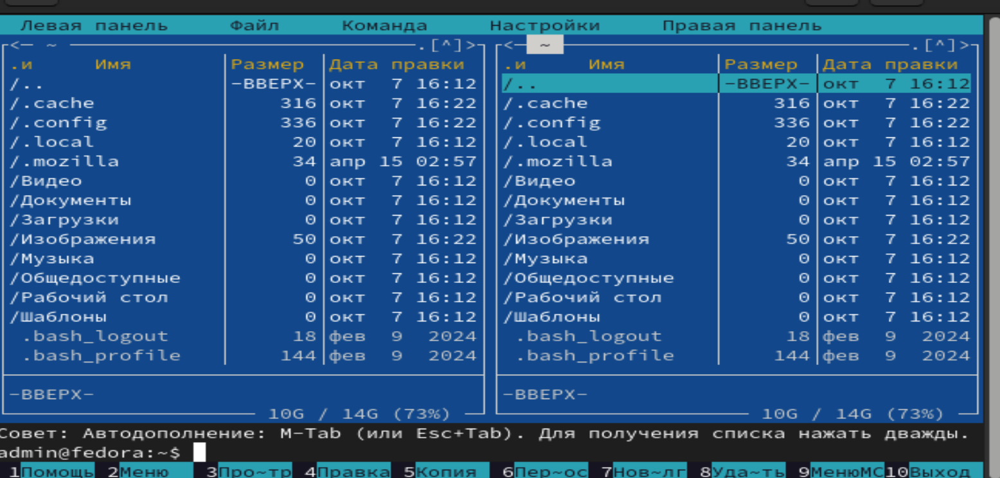 Левая панель Файл Команда Настройки Правая панель
<— ~ .[^]> <— ~ .[^]>
.и Имя Размер Дата правки .и Имя Размер Дата правки
/.. -ВВЕРХ- окт 7 16:12 /.. -ВВЕРХ- окт 7 16:12
/.cache 316 окт 7 16:22 /.cache 316 окт 7 16:22
/.config 336 окт 7 16:22 /.config 336 окт 7 16:22
/.local 20 окт 7 16:12 /.local 20 окт 7 16:12
/.mozilla 34 апр 15 02:57 /.mozilla 34 апр 15 02:57
/Видео 0 окт 7 16:12 /Видео 0 окт 7 16:12
/Документы 0 окт 7 16:12 /Документы 0 окт 7 16:12
/Загрузки 0 окт 7 16:12 /Загрузки 0 окт 7 16:12
/Изображения 50 окт 7 16:22 /Изображения 50 окт 7 16:22
/Музыка 0 окт 7 16:12 /Музыка 0 окт 7 16:12
/Общедоступные 0 окт 7 16:12 /Общедоступные 0 окт 7 16:12
/Рабочий стол 0 окт 7 16:12 /Рабочий стол 0 окт 7 16:12
/Шаблоны 0 окт 7 16:12 /Шаблоны 0 окт 7 16:12
.bash_logout 18 фев 9 2024 .bash_logout 18 фев 9 2024
.bash_profile 144 фев 9 2024 .bash_profile 144 фев 9 2024
-ВВЕРХ- -ВВЕРХ-
10G / 14G (73%) 10G / 14G (73%)
Совет: Автодополнение: M-Tab (или Esc+Tab). Для получения списка нажать дважды.
admin@fedora:~$
1Помощь 2Меню 3Про~тр 4Правка 5Копия 6Пер~ос 7Нов~лг 8Уда~ть 9МенюMC 10Выход